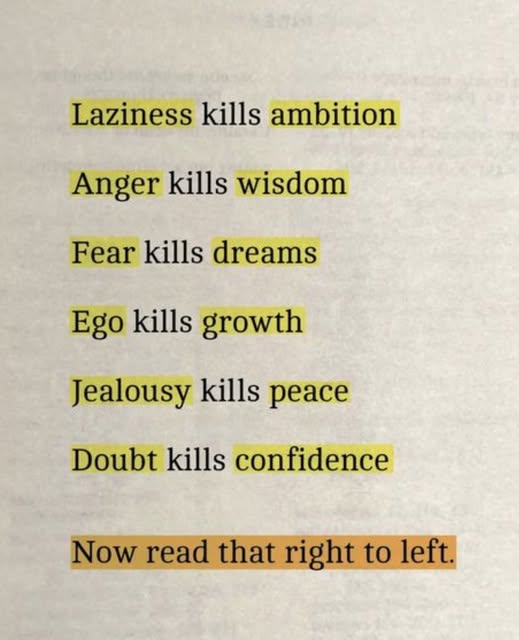 Laziness kills ambition
Anger kills wisdom
Fear kills dreams
Ego kills growth
Jealousy kills peace
Doubt kills confidence
Now read that right to left.